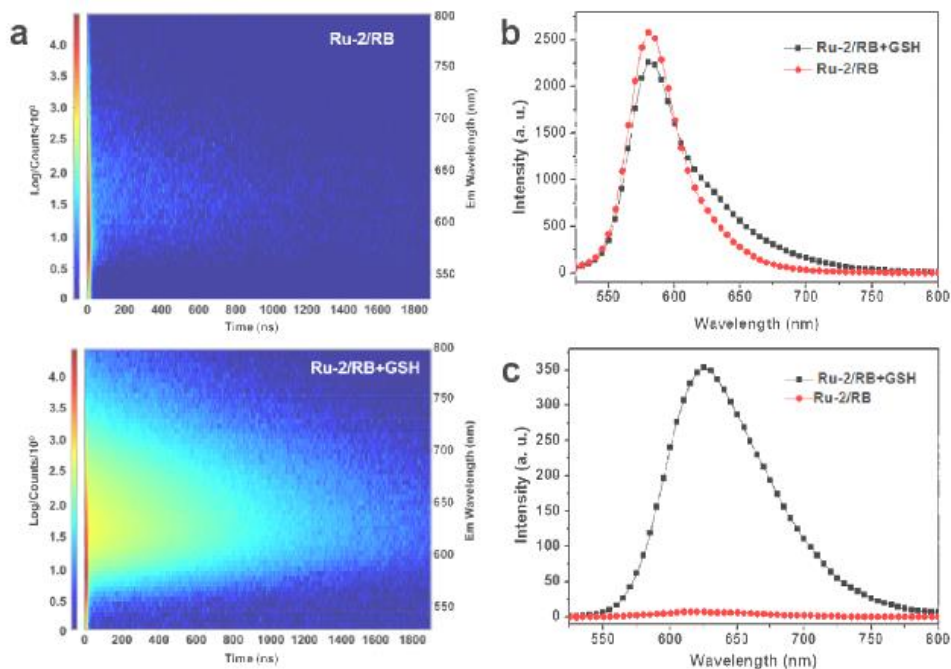 a
Ru-2/RB
4.0
3.5
3.0
2.5
2.0
1.5
1.0
0.5
0
Log/Counts/10⁰
800
750
700
650
600
550
Em Wavelength (nm)
0 200 400 600 800 1000 1200 1400 1600 1800
Time (ns)
Ru-2/RB+GSH
4.0
3.5
3.0
2.5
2.0
1.5
1.0
0.5
0
Log/Counts/10⁰
800
750
700
650
600
550
Em Wavelength (nm)
0 200 400 600 800 1000 1200 1400 1600 1800
Time (ns)
b
Ru-2/RB+GSH
Ru-2/RB
2500
2000
1500
1000
500
0
Intensity (a. u.)
550 600 650 700 750 800
Wavelength (nm)
c
Ru-2/RB+GSH
Ru-2/RB
350
300
250
200
150
100
50
0
Intensity (a. u.)
550 600 650 700 750 800
Wavelength (nm)